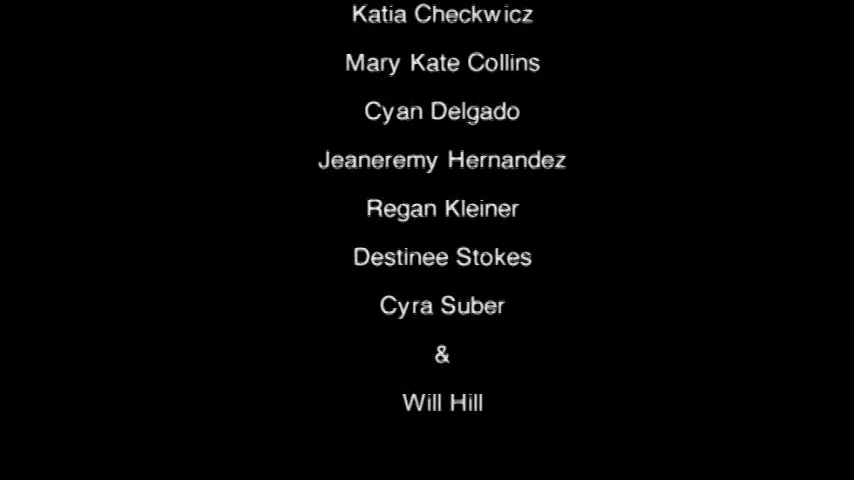 Katia Checkwicz
Mary Kate Collins
Cyan Delgado
Jeaneremy Hernandez
Regan Kleiner
Destinee Stokes
Cyra Suber
&
Will Hill